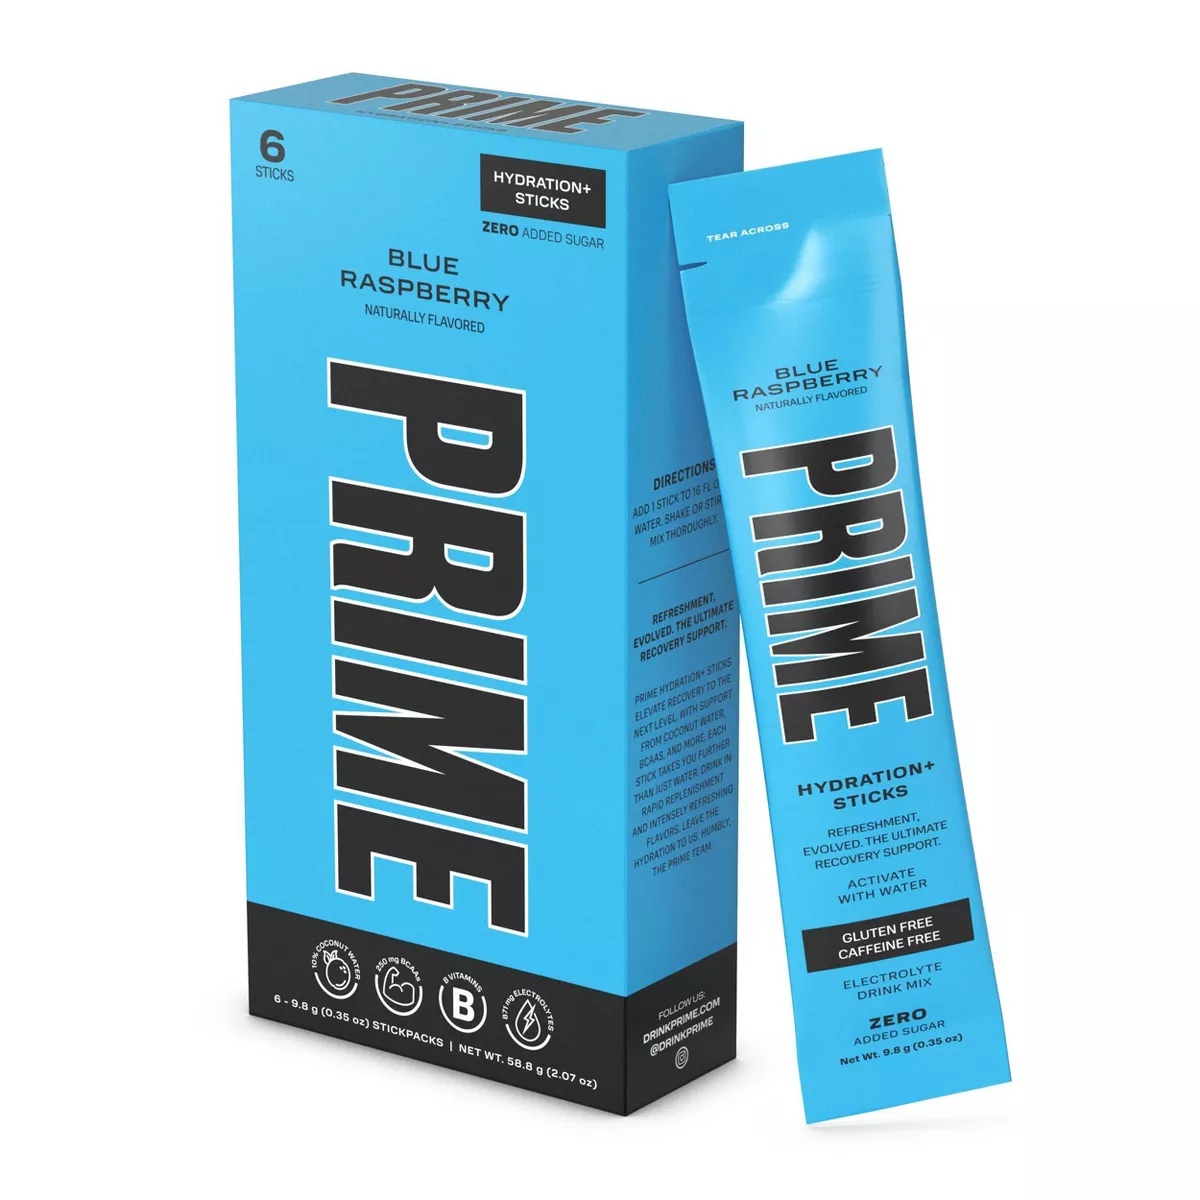 PRIME
HYDRATION+ STICKS
6
STICKS
HYDRATION+
STICKS
ZERO ADDED SUGAR
BLUE
RASPBERRY
NATURALLY FLAVORED
PRIME
10% COCONUT WATER
250 mg BCAAs
B VITAMINS
B
871 mg ELECTROLYTES
6 - 9.8 g (0.35 oz) STICKPACKS | NET WT. 58.8 g (2.07 oz)
DIRECTIONS
ADD 1 STICK TO 16 FL
WATER, SHAKE OR STIR
MIX THOROUGHLY.
REFRESHMENT,
EVOLVED. THE ULTIMATE
RECOVERY SUPPORT.
PRIME HYDRATION+ STICKS
ELEVATE RECOVERY TO THE
NEXT LEVEL. WITH SUPPORT
FROM COCONUT WATER,
BCAAS, AND MORE, EACH
STICK TAKES YOU FURTHER
THAN JUST WATER. DRINK IN
RAPID REPLENISHMENT
AND INTENSELY REFRESHING
FLAVORS. LEAVE THE
HYDRATION TO US. HUMBLY,
THE PRIME TEAM.
FOLLOW US:
DRINKPRIME.COM
@DRINKPRIME
TEAR ACROSS
BLUE
RASPBERRY
NATURALLY FLAVORED
PRIME
HYDRATION+
STICKS
REFRESHMENT,
EVOLVED. THE ULTIMATE
RECOVERY SUPPORT.
ACTIVATE
WITH WATER
GLUTEN FREE
CAFFEINE FREE
ELECTROLYTE
DRINK MIX
ZERO
ADDED SUGAR
Net Wt. 9.8 g (0.35 oz)